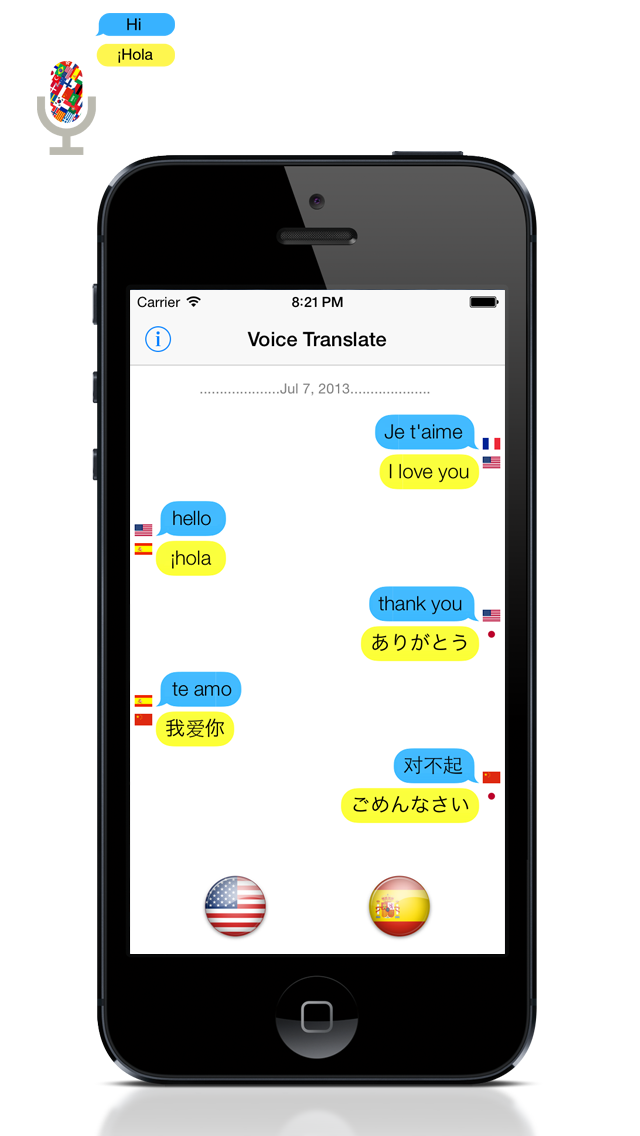 Hi
¡Hola
Carrier 8:21 PM
Voice Translate
....................Jul 7, 2013....................
Je t'aime
I love you
hello
¡hola
thank you
ありがとう
te amo
我爱你
对不起
ごめんなさい